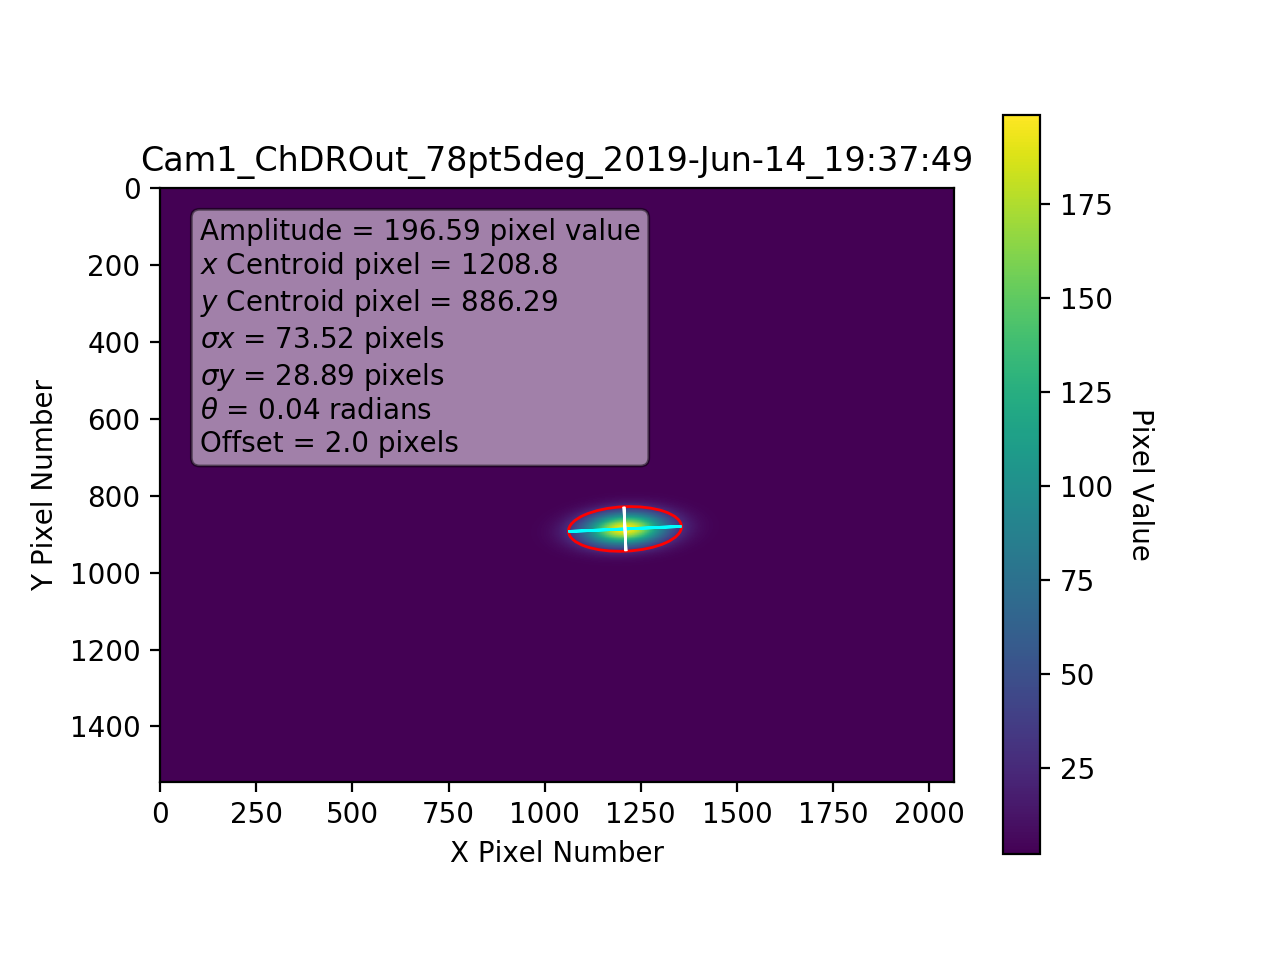 Cam1_ChDROut_78pt5deg_2019-Jun-14_19:37:49
Amplitude = 196.59 pixel value
x Centroid pixel = 1208.8
y Centroid pixel = 886.29
σx = 73.52 pixels
σy = 28.89 pixels
θ = 0.04 radians
Offset = 2.0 pixels
Y Pixel Number
0
200
400
600
800
1000
1200
1400
0 250 500 750 1000 1250 1500 1750 2000
X Pixel Number
175
150
125
100
75
50
25
Pixel Value